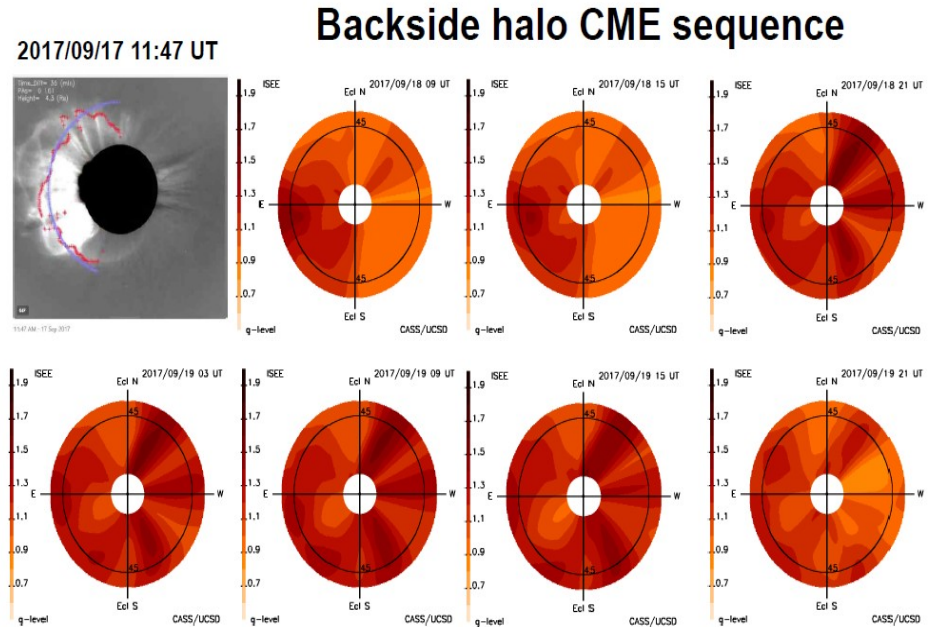 Backside halo CME sequence
2017/09/17 11:47 UT
11:47 AM - 17 Sep 2017
ISEE 2017/09/18 09 UT
Ecl N
1.9
1.7
1.5
1.3
1.1
0.9
0.7
45
E
W
45
Ecl S
g-level CASS/UCSD
ISEE 2017/09/18 15 UT
Ecl N
1.9
1.7
1.5
1.3
1.1
0.9
0.7
45
E
W
45
Ecl S
g-level CASS/UCSD
ISEE 2017/09/18 21 UT
Ecl N
1.9
1.7
1.5
1.3
1.1
0.9
0.7
45
E
W
45
Ecl S
g-level CASS/UCSD
ISEE 2017/09/19 03 UT
Ecl N
1.9
1.7
1.5
1.3
1.1
0.9
0.7
45
E
W
45
Ecl S
g-level CASS/UCSD
ISEE 2017/09/19 09 UT
Ecl N
1.9
1.7
1.5
1.3
1.1
0.9
0.7
45
E
W
45
Ecl S
g-level CASS/UCSD
ISEE 2017/09/19 15 UT
Ecl N
1.9
1.7
1.5
1.3
1.1
0.9
0.7
45
E
W
45
Ecl S
g-level CASS/UCSD
ISEE 2017/09/19 21 UT
Ecl N
1.9
1.7
1.5
1.3
1.1
0.9
0.7
45
E
W
45
Ecl S
g-level CASS/UCSD